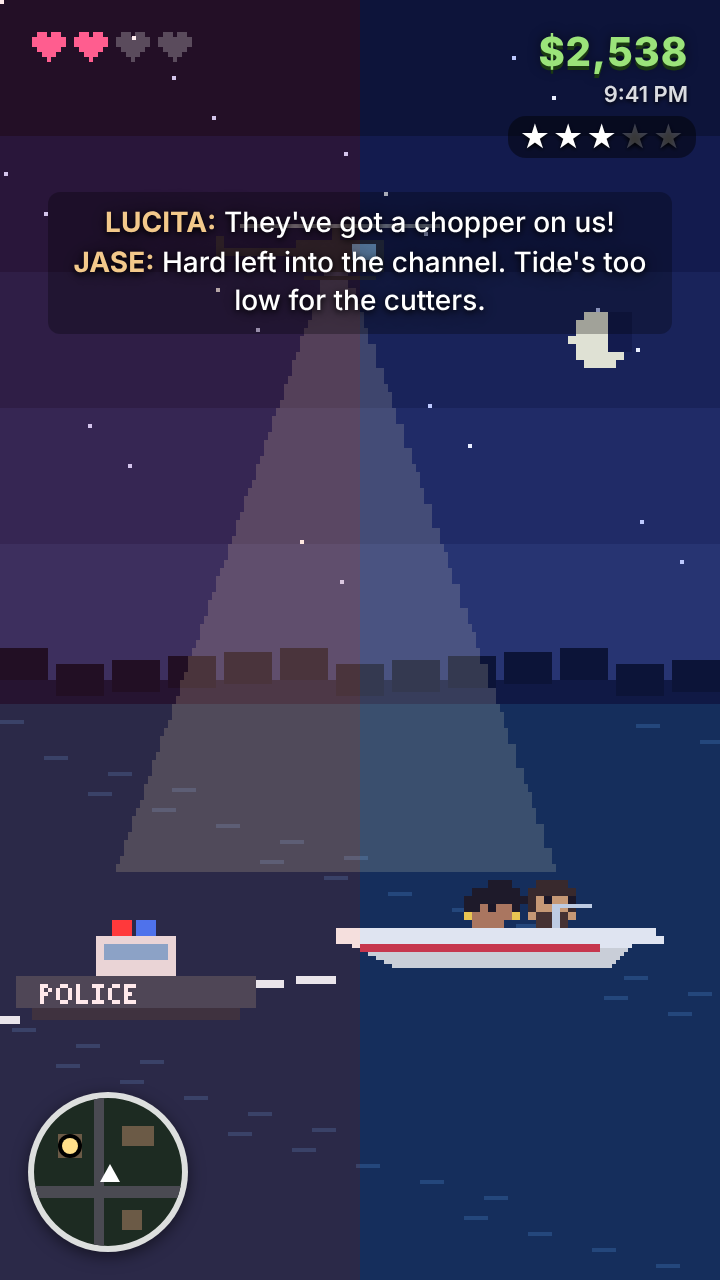 $2,538
9:41 PM
LUCITA: They've got a chopper on us!
JASE: Hard left into the channel. Tide's too
low for the cutters.
POLICE